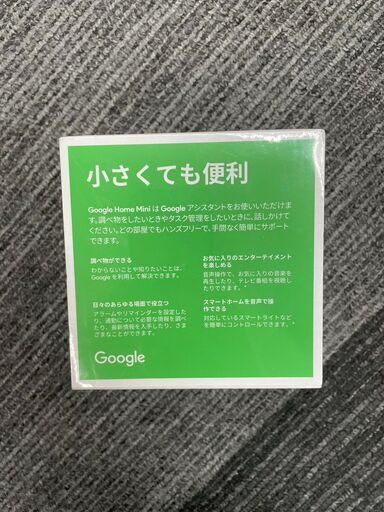 小さくても便利
Google Home Mini は Google アシスタントをお使いいただけま
す。調べ物をしたいときやタスク管理をしたいときに、話しかけて
ください。どの部屋でもハンズフリーで、手間なく簡単にサポート
できます。
調べ物ができる
わからないことや知りたいことは、
Google を利用して解決できます。
お気に入りのエンターテイメント
を楽しめる
音声操作で、お気に入りの音楽を
再生したり、テレビ番組を視聴し
たりできます。*
日々のあらゆる場面で役立つ
アラームやリマインダーを設定した
り、通勤について必要な情報を調べ
たり、最新情報を入手したり、さま
ざまなことができます。
スマートホームを音声で操
作できる
対応しているスマートライトなど
を簡単にコントロールできます。*
Google